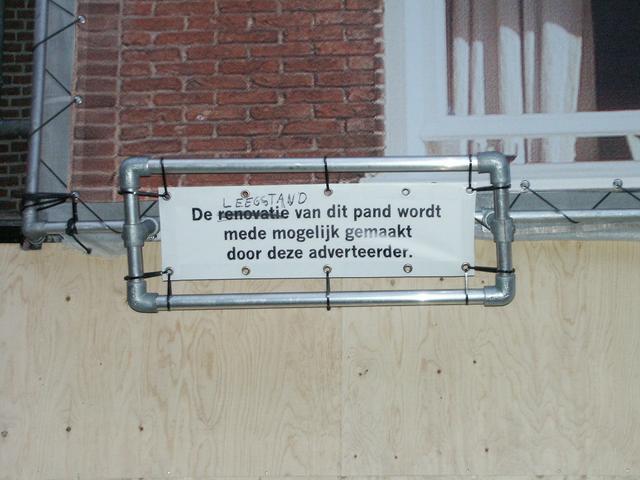 LEEGSTAND
De renovatie van dit pand wordt
mede mogelijk gemaakt
door deze adverteerder.